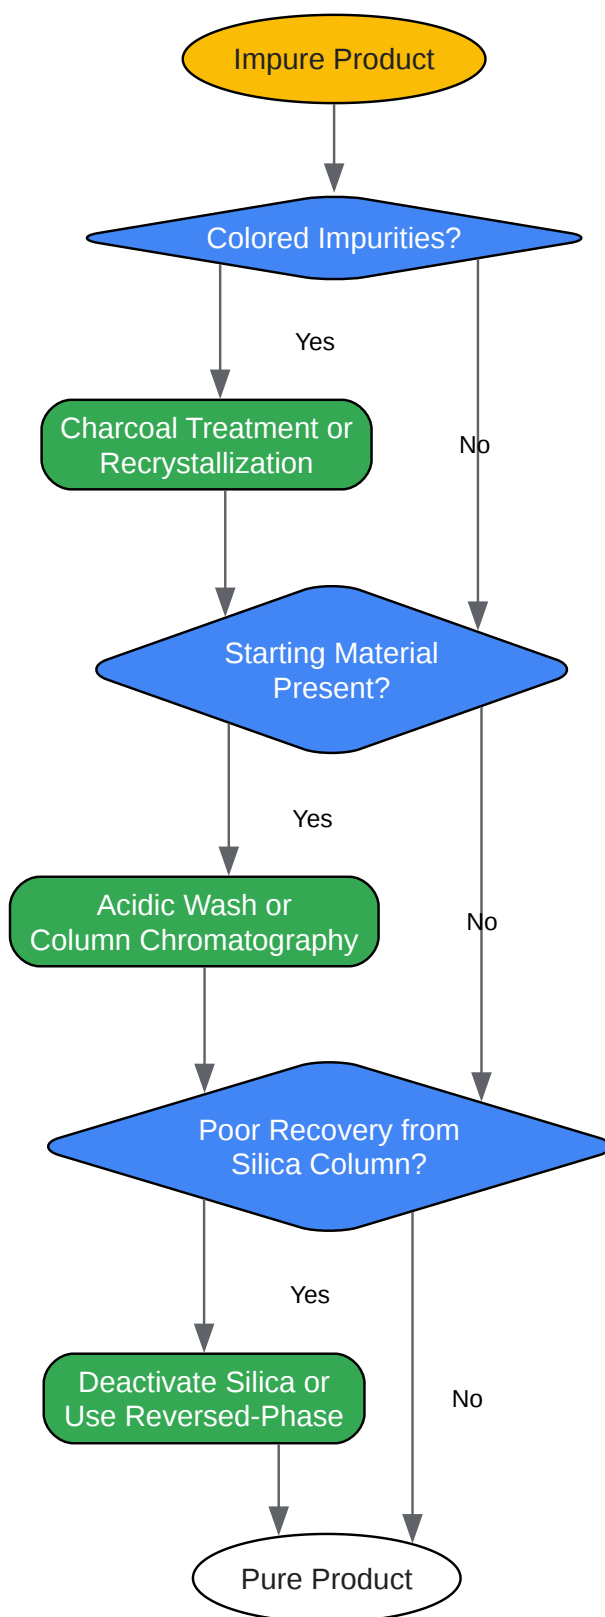 Impure Product
Colored Impurities?
Yes
Charcoal Treatment or
Recrystallization
No
Starting Material
Present?
Yes
Acidic Wash or
Column Chromatography
No
Poor Recovery from
Silica Column?
Yes
Deactivate Silica or
Use Reversed-Phase
No
Pure Product